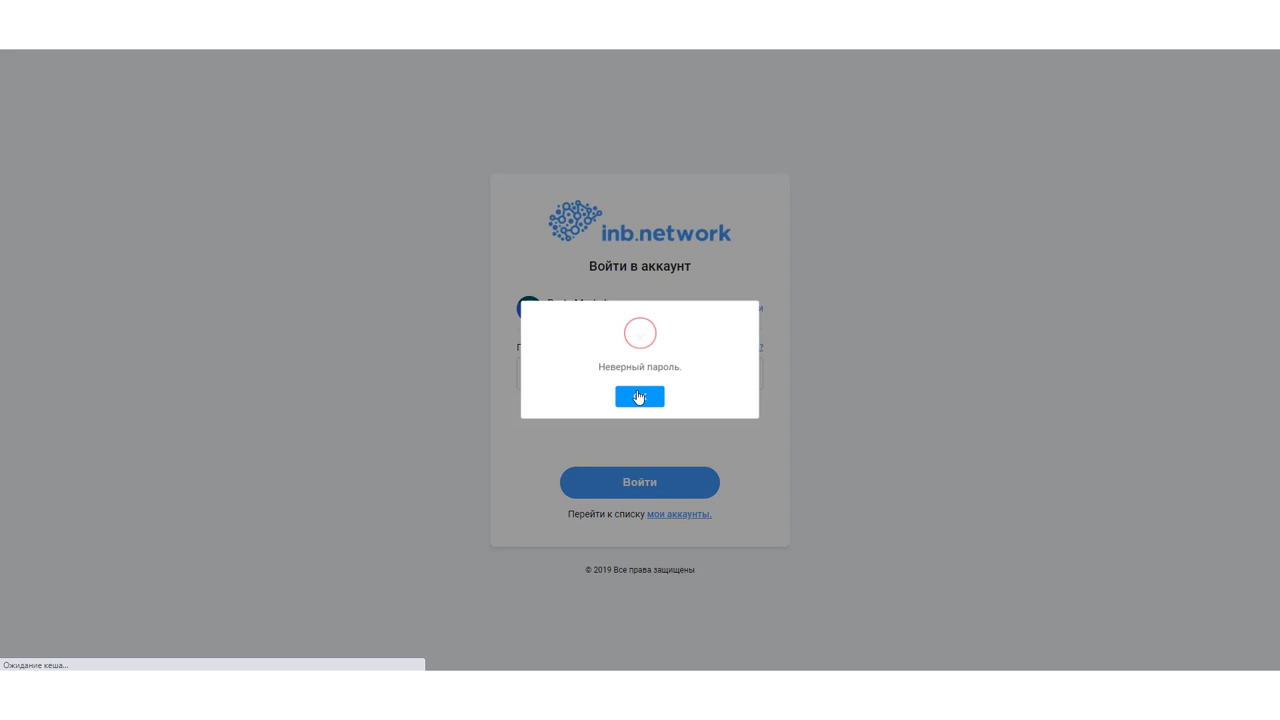 inb.network
Войти в аккаунт
Неверный пароль.
Войти
Перейти к списку мои аккаунты.
© 2019 Все права защищены
Ожидание кеша...